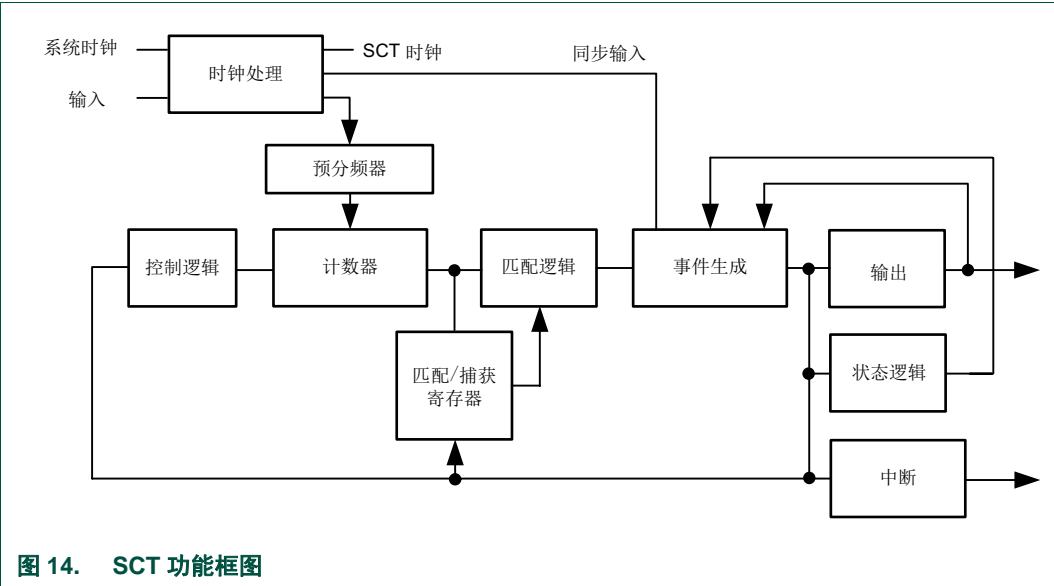 系统时钟
SCT 时钟
同步输入
时钟处理
输入
预分频器
控制逻辑
计数器
匹配逻辑
事件生成
输出
匹配/捕获
寄存器
状态逻辑
中断
图 14. SCT 功能框图